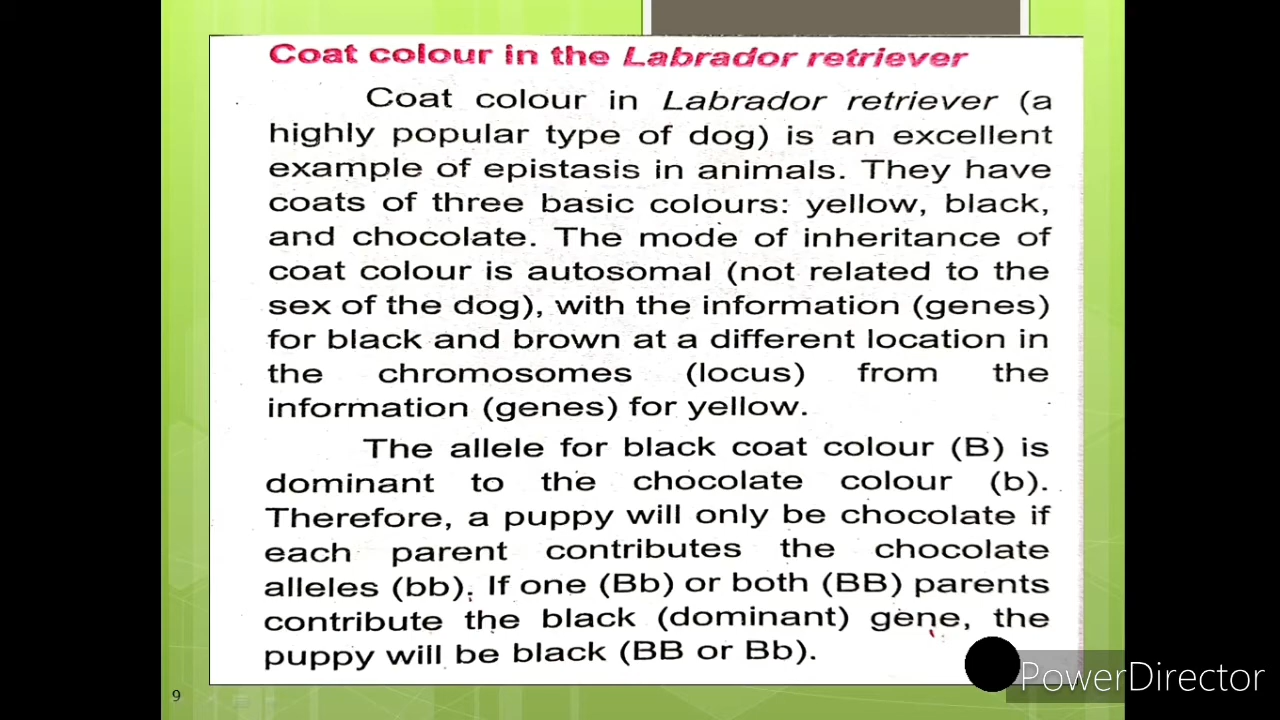 Coat colour in the Labrador retriever
Coat colour in Labrador retriever (a
highly popular type of dog) is an excellent
example of epistasis in animals. They have
coats of three basic colours: yellow, black,
and chocolate. The mode of inheritance of
coat colour is autosomal (not related to the
sex of the dog), with the information (genes)
for black and brown at a different location in
the chromosomes (locus) from the
information (genes) for yellow.
The allele for black coat colour (B) is
dominant to the chocolate colour (b).
Therefore, a puppy will only be chocolate if
each parent contributes the chocolate
alleles (bb). If one (Bb) or both (BB) parents
contribute the black (dominant) gene, the
puppy will be black (BB or Bb).
9
PowerDirector